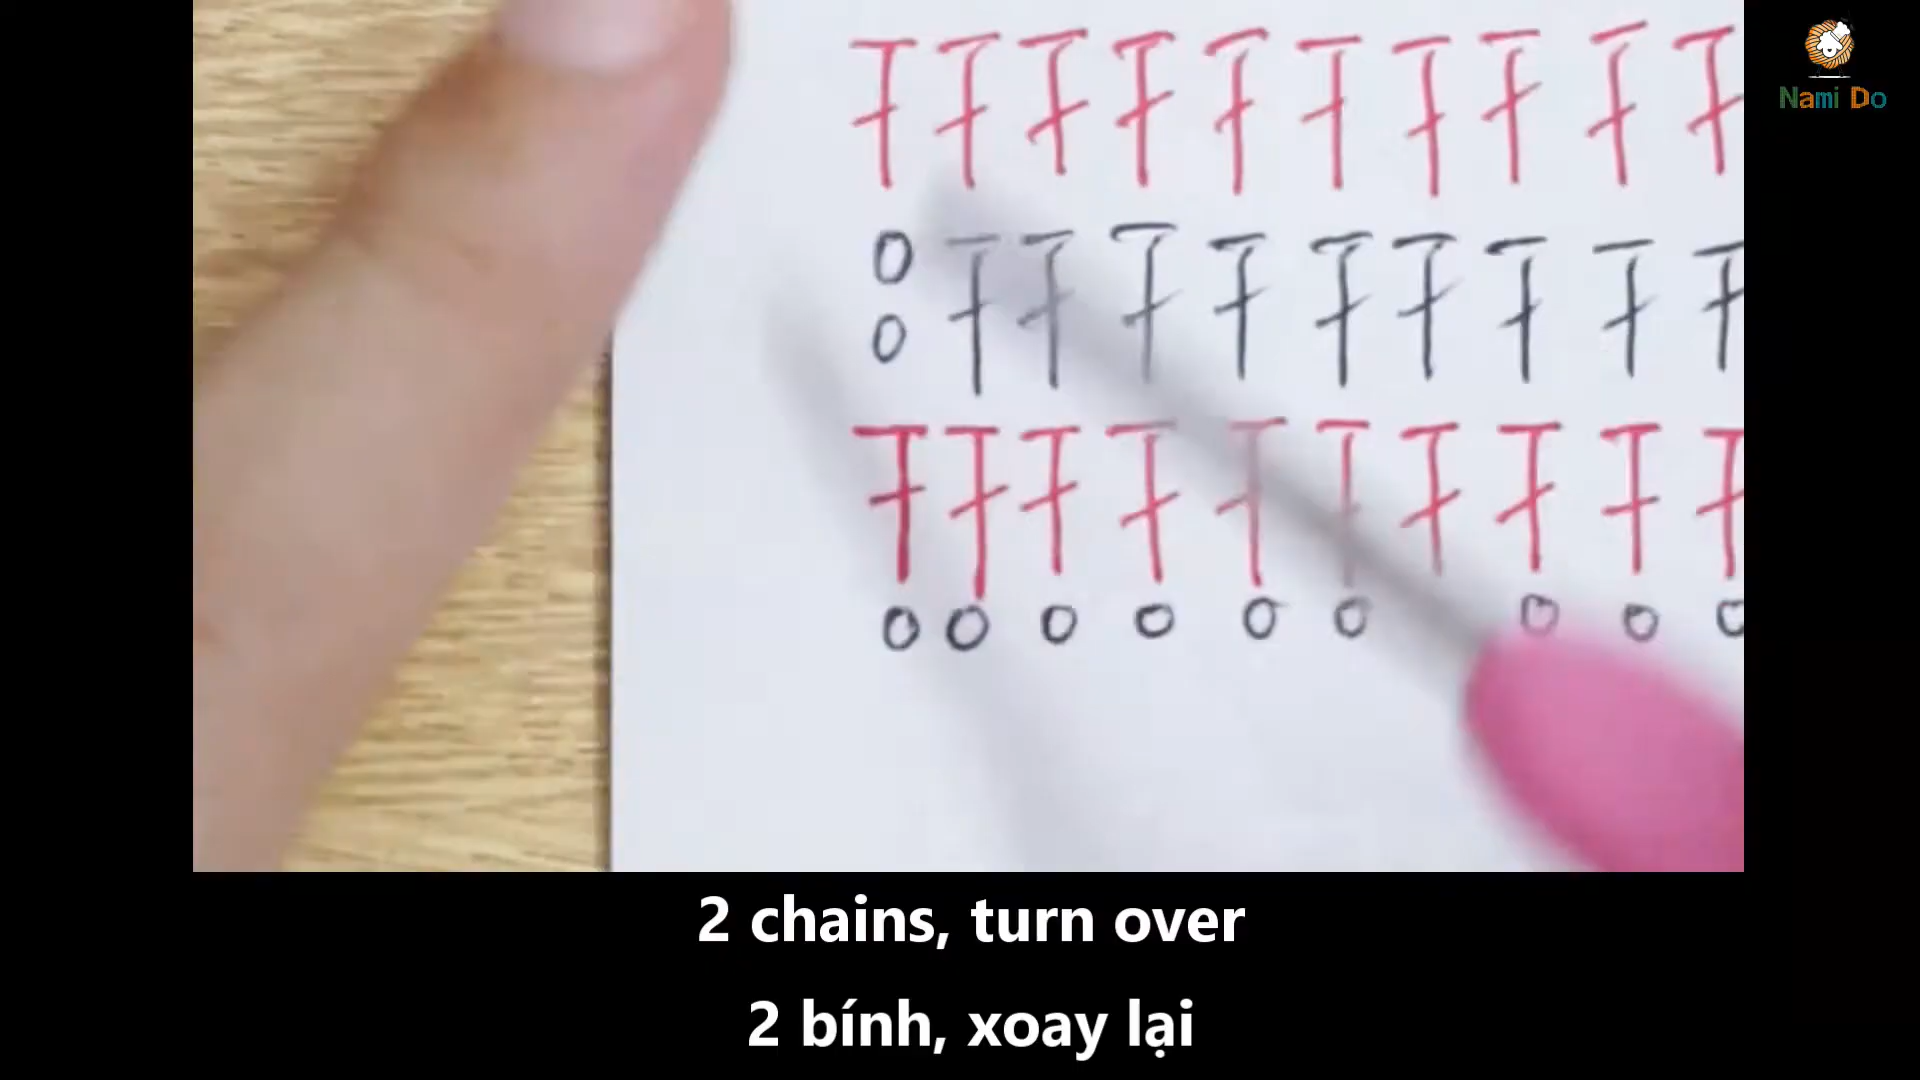 Nami Do
2 chains, turn over
2 bính, xoay lại